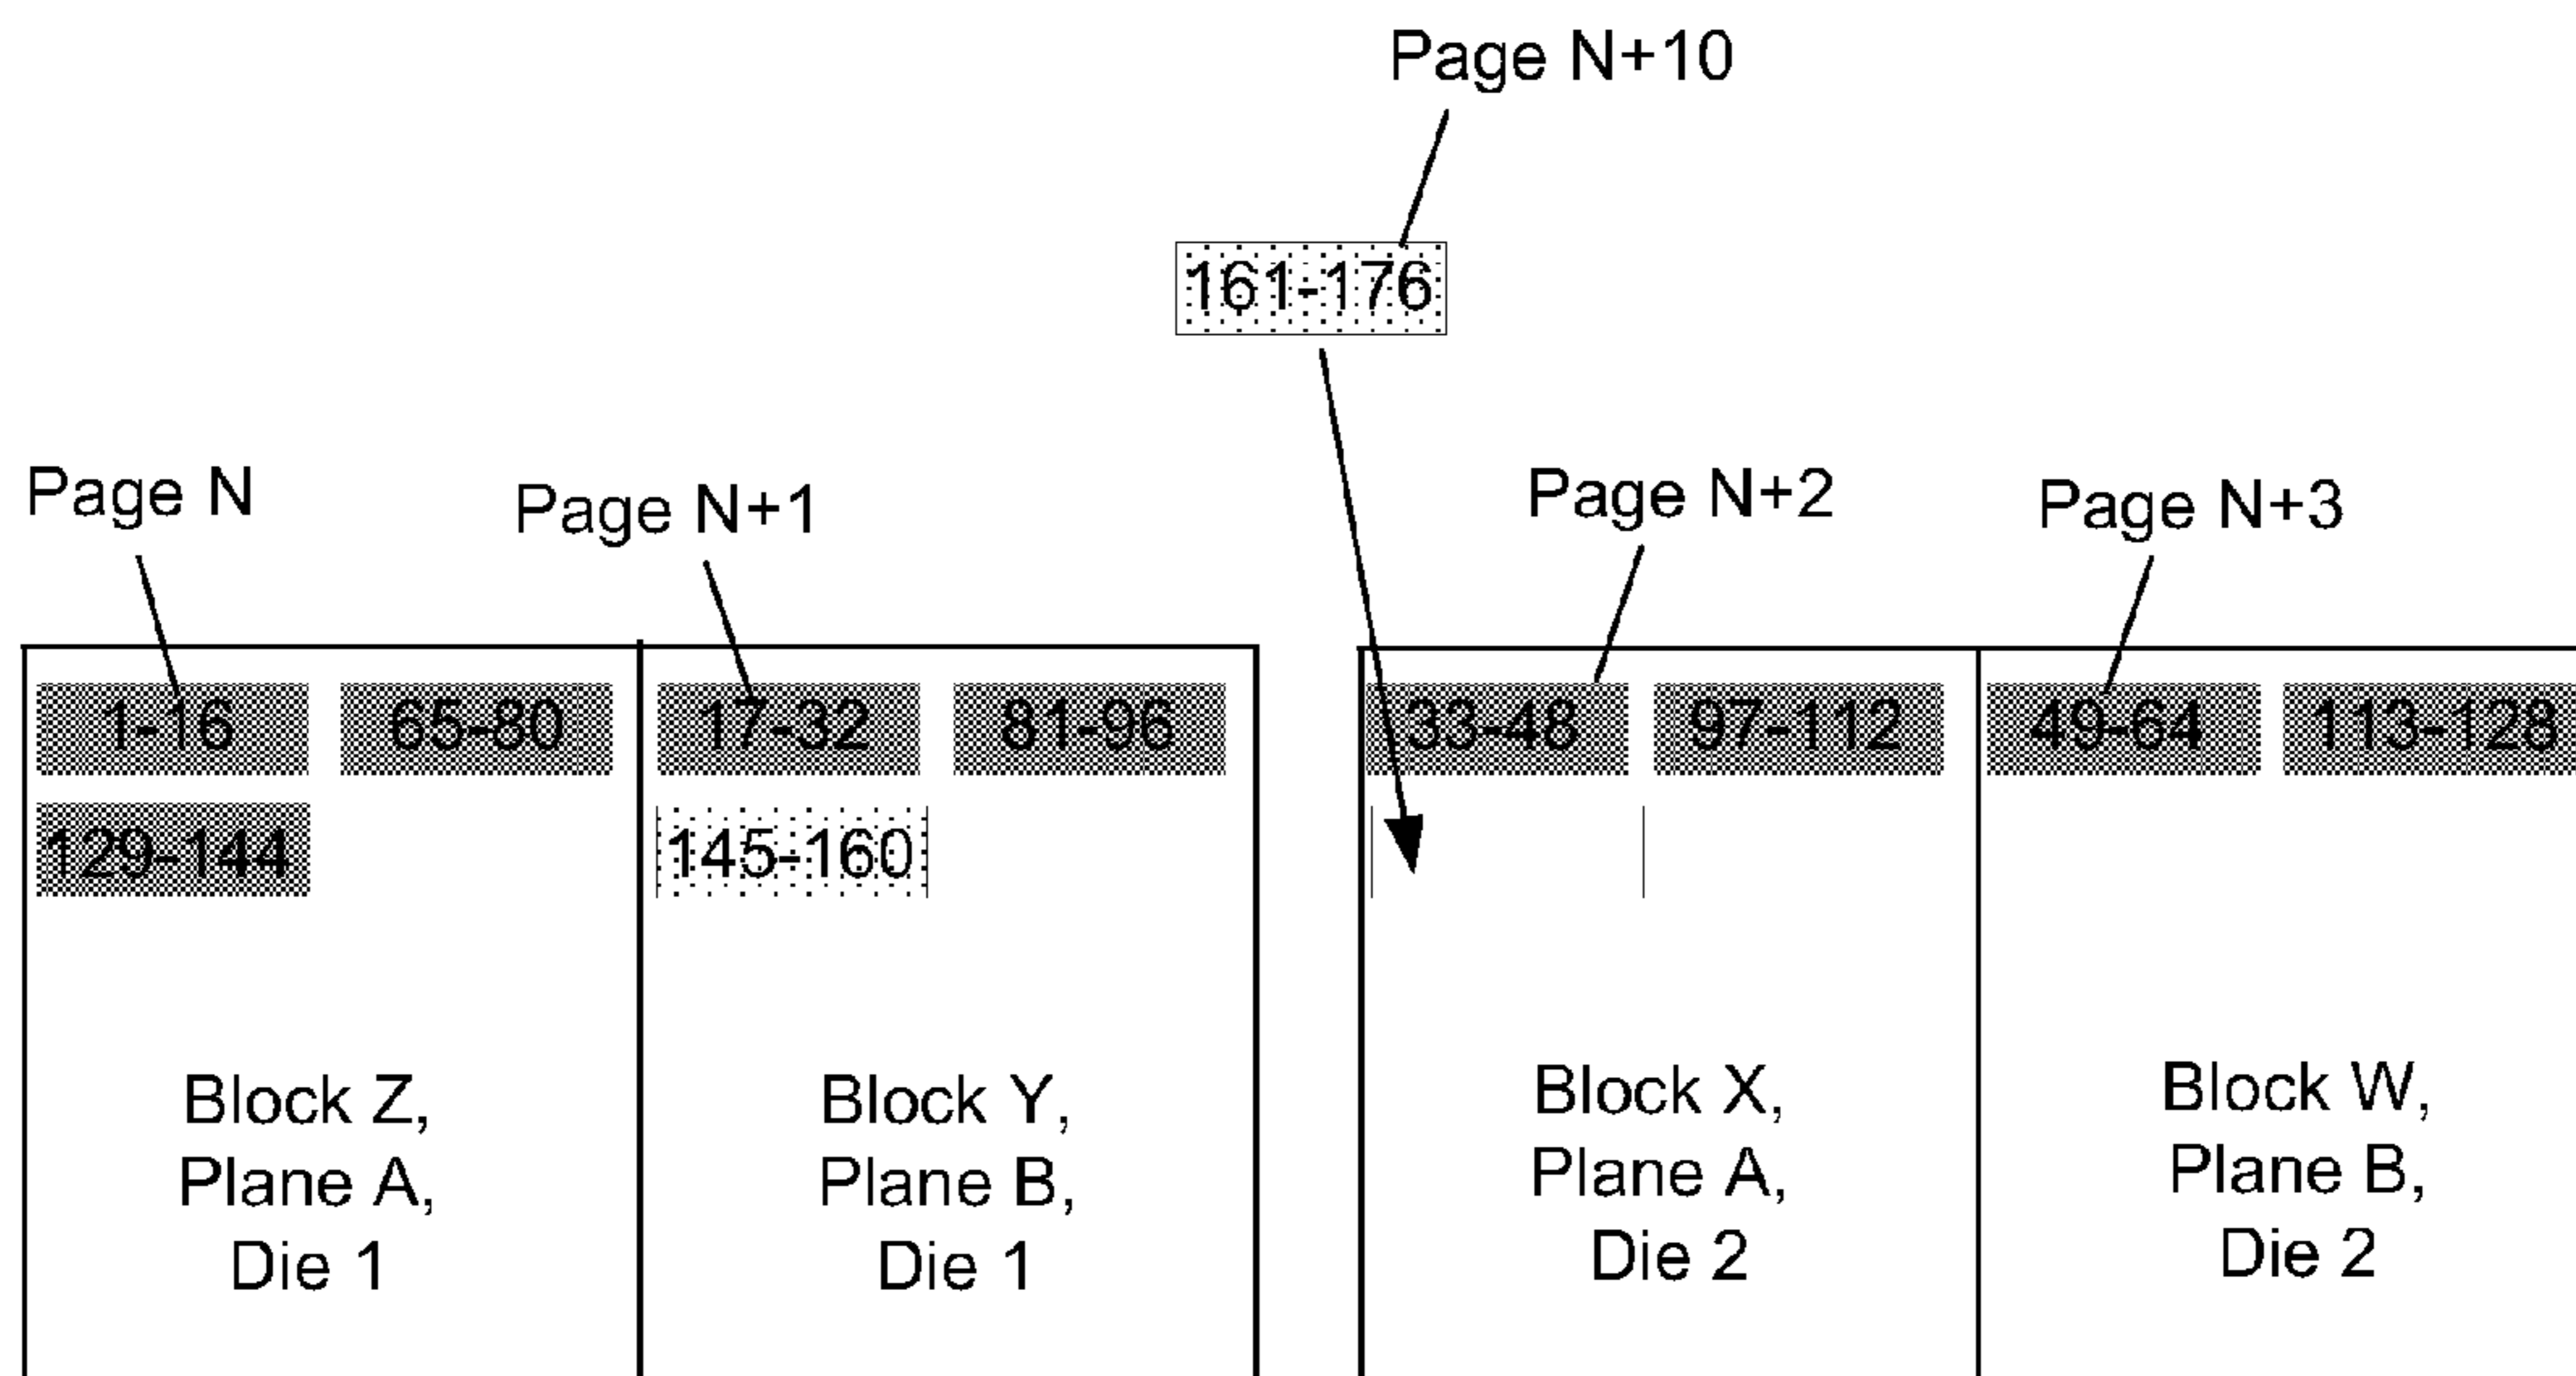 Page N+10
161-176
Page N
Page N+1
Page N+2
Page N+3
1-16
65-80
17-32
81-96
33-48
97-112
49-64
113-128
129-144
145-160
Block Z,
Plane A,
Die 1
Block Y,
Plane B,
Die 1
Block X,
Plane A,
Die 2
Block W,
Plane B,
Die 2